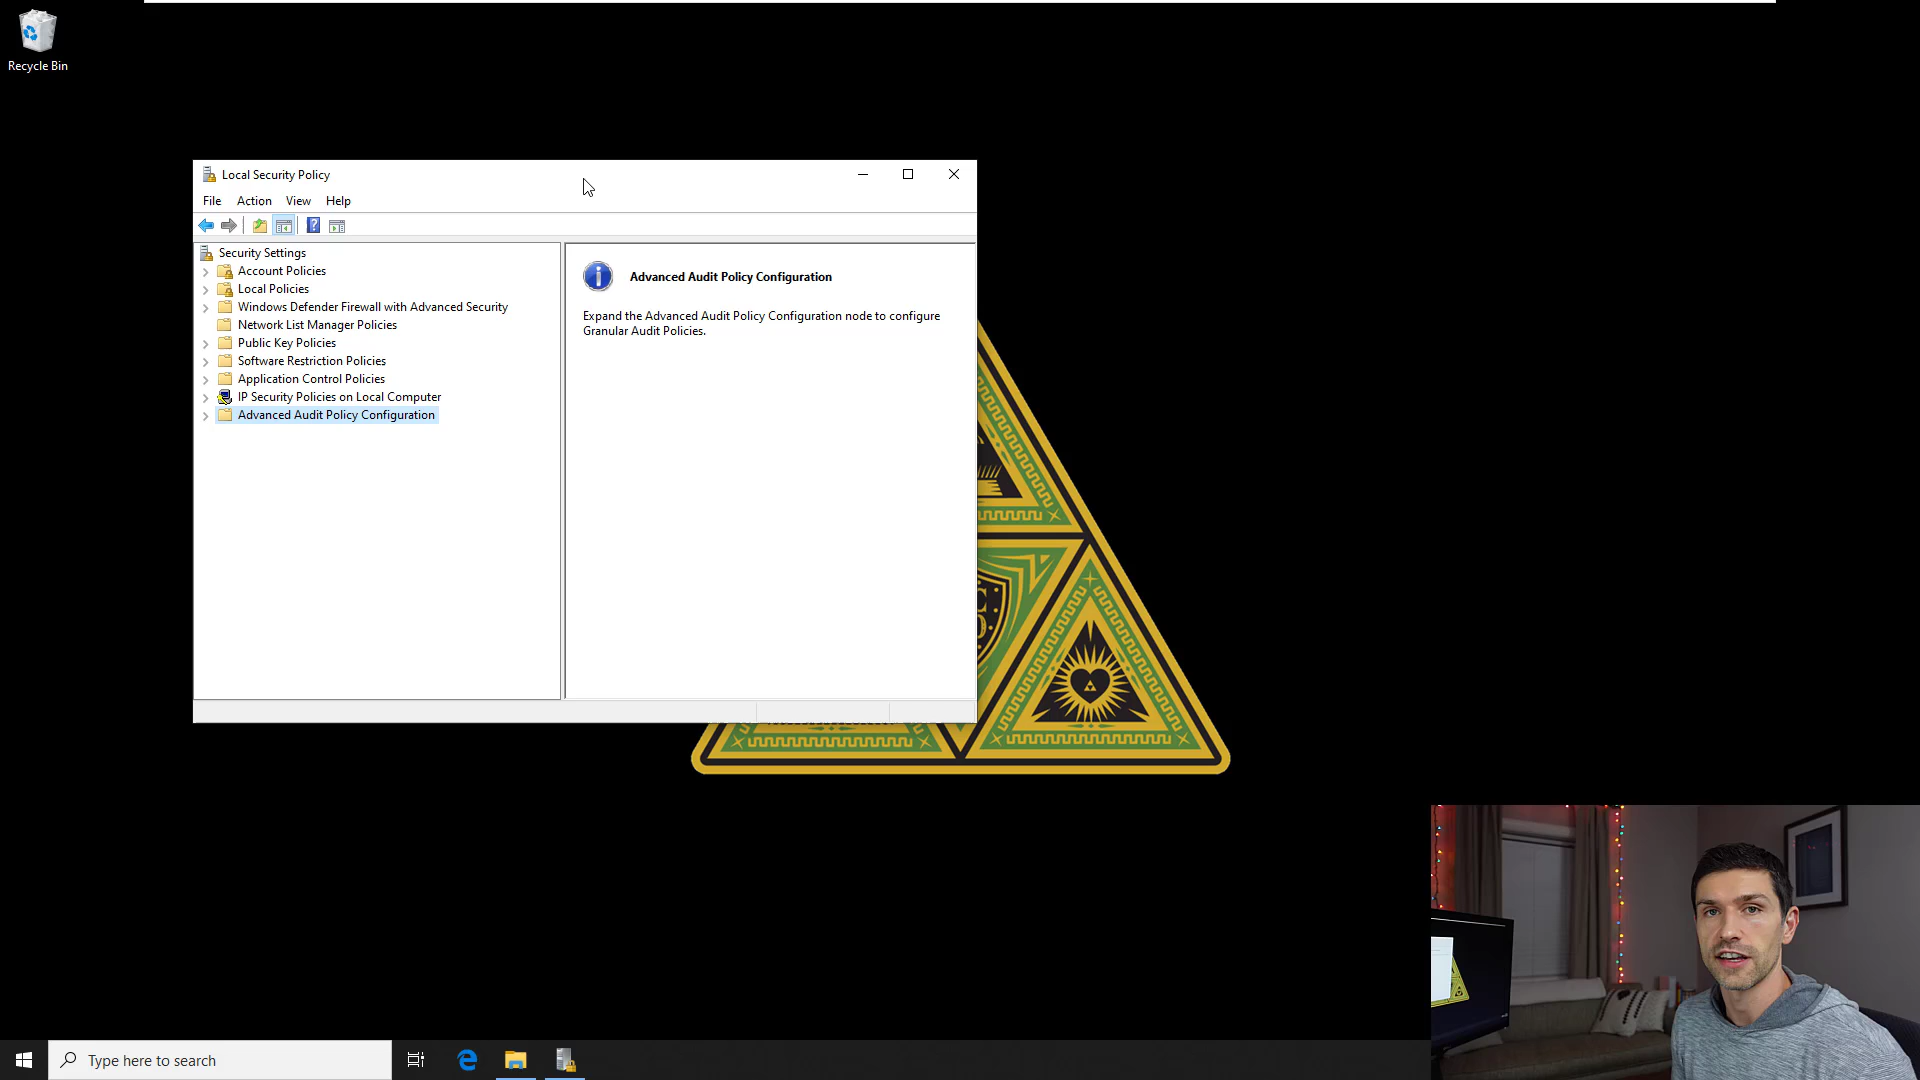 Recycle Bin
Local Security Policy
File Action View Help
Security Settings
Account Policies
Local Policies
Windows Defender Firewall with Advanced Security
Network List Manager Policies
Public Key Policies
Software Restriction Policies
Application Control Policies
IP Security Policies on Local Computer
Advanced Audit Policy Configuration
Advanced Audit Policy Configuration
Expand the Advanced Audit Policy Configuration node to configure
Granular Audit Policies.
Type here to search